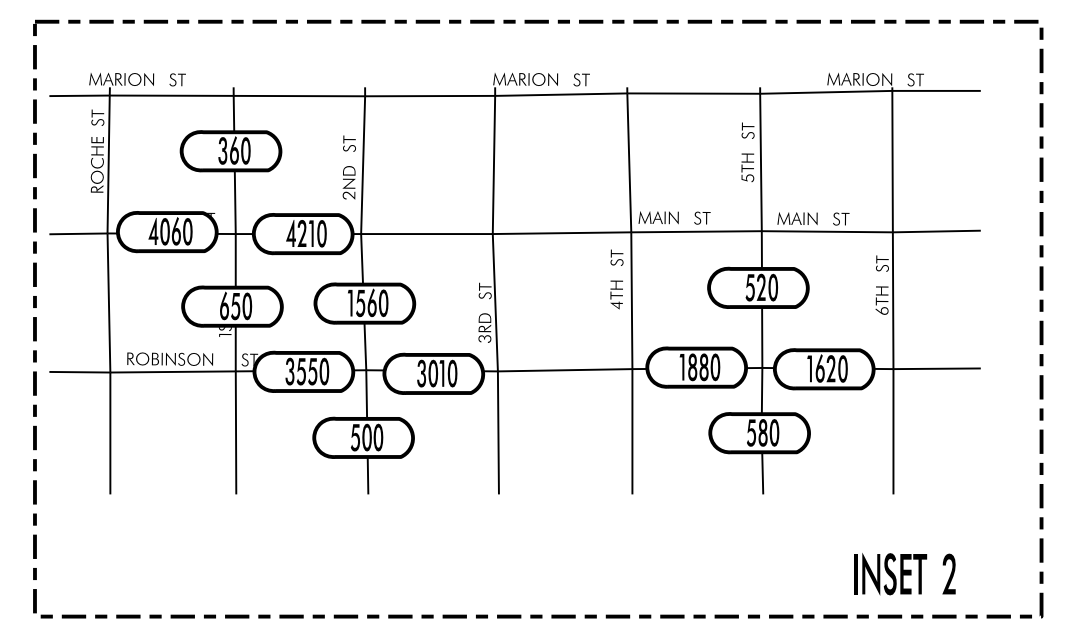 MARION ST
MARION ST
MARION ST
ROCHE ST
360
2ND ST
5TH ST
4060
4210
MAIN ST
MAIN ST
650
1560
3RD ST
4TH ST
520
6TH ST
ROBINSON ST
3550
3010
1880
1620
500
580
INSET 2